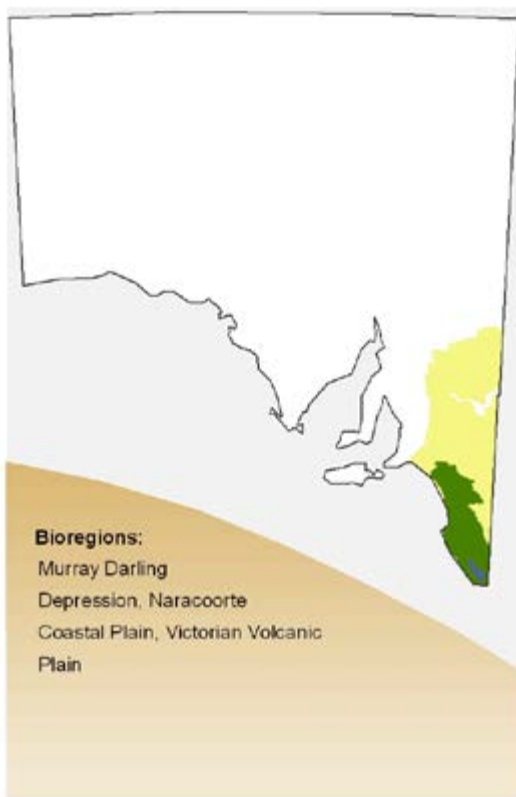 Bioregions:
Murray Darling
Depression, Naracoorte
Coastal Plain, Victorian Volcanic
Plain